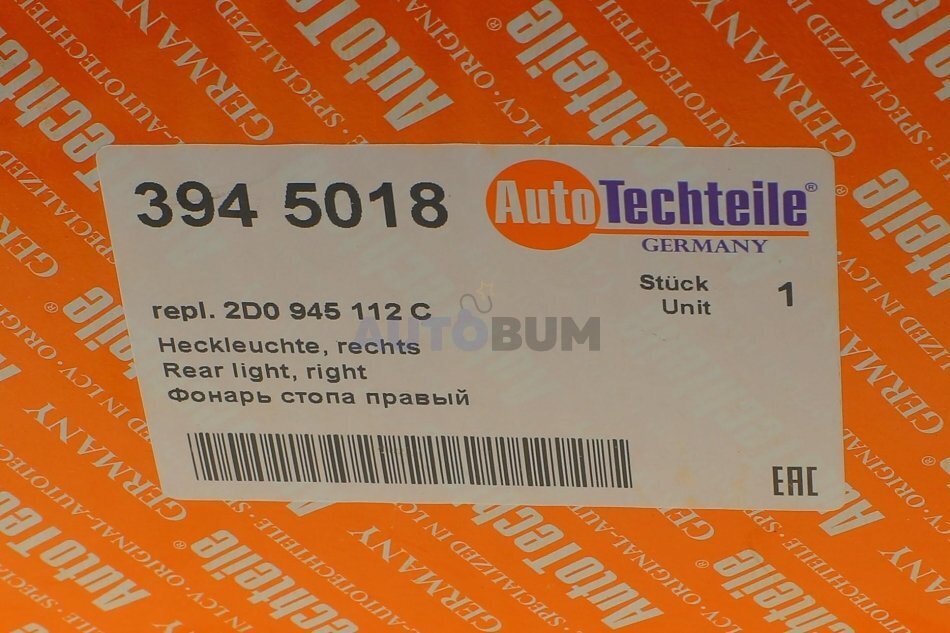 394 5018
AutoTechteile®
GERMANY
Stück
Unit
1
repl. 2D0 945 112 C
AUTOBUM
Heckleuchte, rechts
Rear light, right
Фонарь стопа правый
EAC